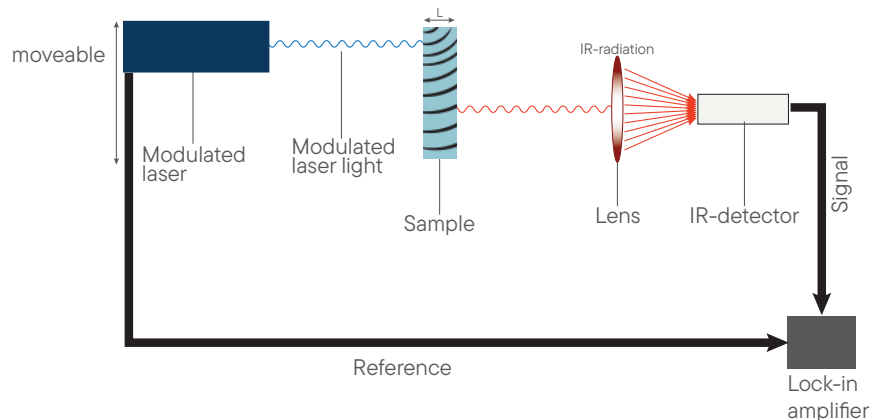 L
moveable
IR-radiation
Modulated
laser
Modulated
laser light
Sample
Lens
IR-detector
Signal
Reference
Lock-in
amplifier